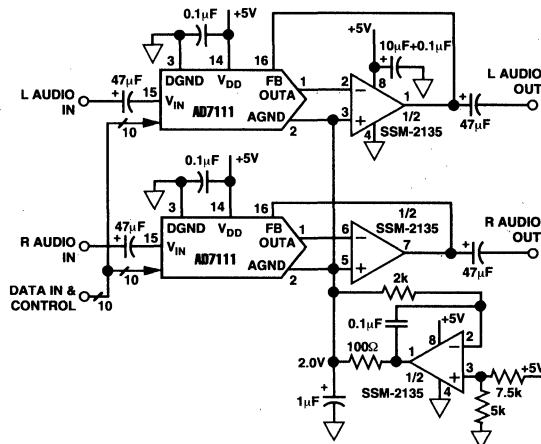 +5V
0.1µF
10µF+0.1µF
+5V
3 14 16
DGND VDD FB
OUTA
AD7111
AGND
VIN
47µF
L AUDIO
IN
15
10
1
2
2
3
8
1
4
1/2
SSM-2135
47µF
L AUDIO
OUT
0.1µF
+5V
3 14 16
DGND VDD FB
OUTA
AD7111
AGND
VIN
47µF
R AUDIO
IN
15
10
1
2
6
5
7
1/2
SSM-2135
47µF
R AUDIO
OUT
DATA IN &
CONTROL
10
2k
0.1µF
+5V
8
2
2.0V
100Ω
1
1/2
3
+5V
7.5k
SSM-2135
4
5k
1µF